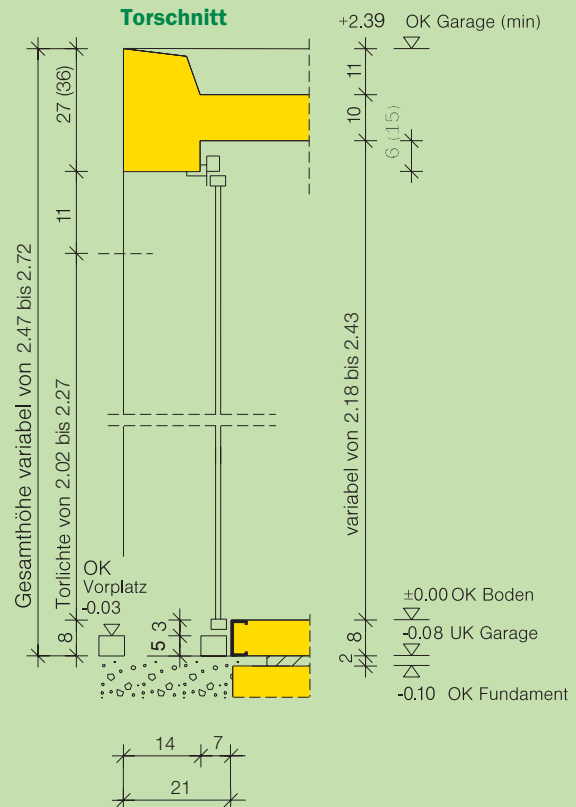 Torschnitt
+2.39 OK Garage (min)
27 (36)
11
10
6 (15)
11
Gesamthöhe variabel von 2.47 bis 2.72
Torlichte von 2.02 bis 2.27
variabel von 2.18 bis 2.43
OK
Vorplatz
-0.03
±0.00 OK Boden
3
8
8
-0.08 UK Garage
5
2
-0.10 OK Fundament
14
7
21